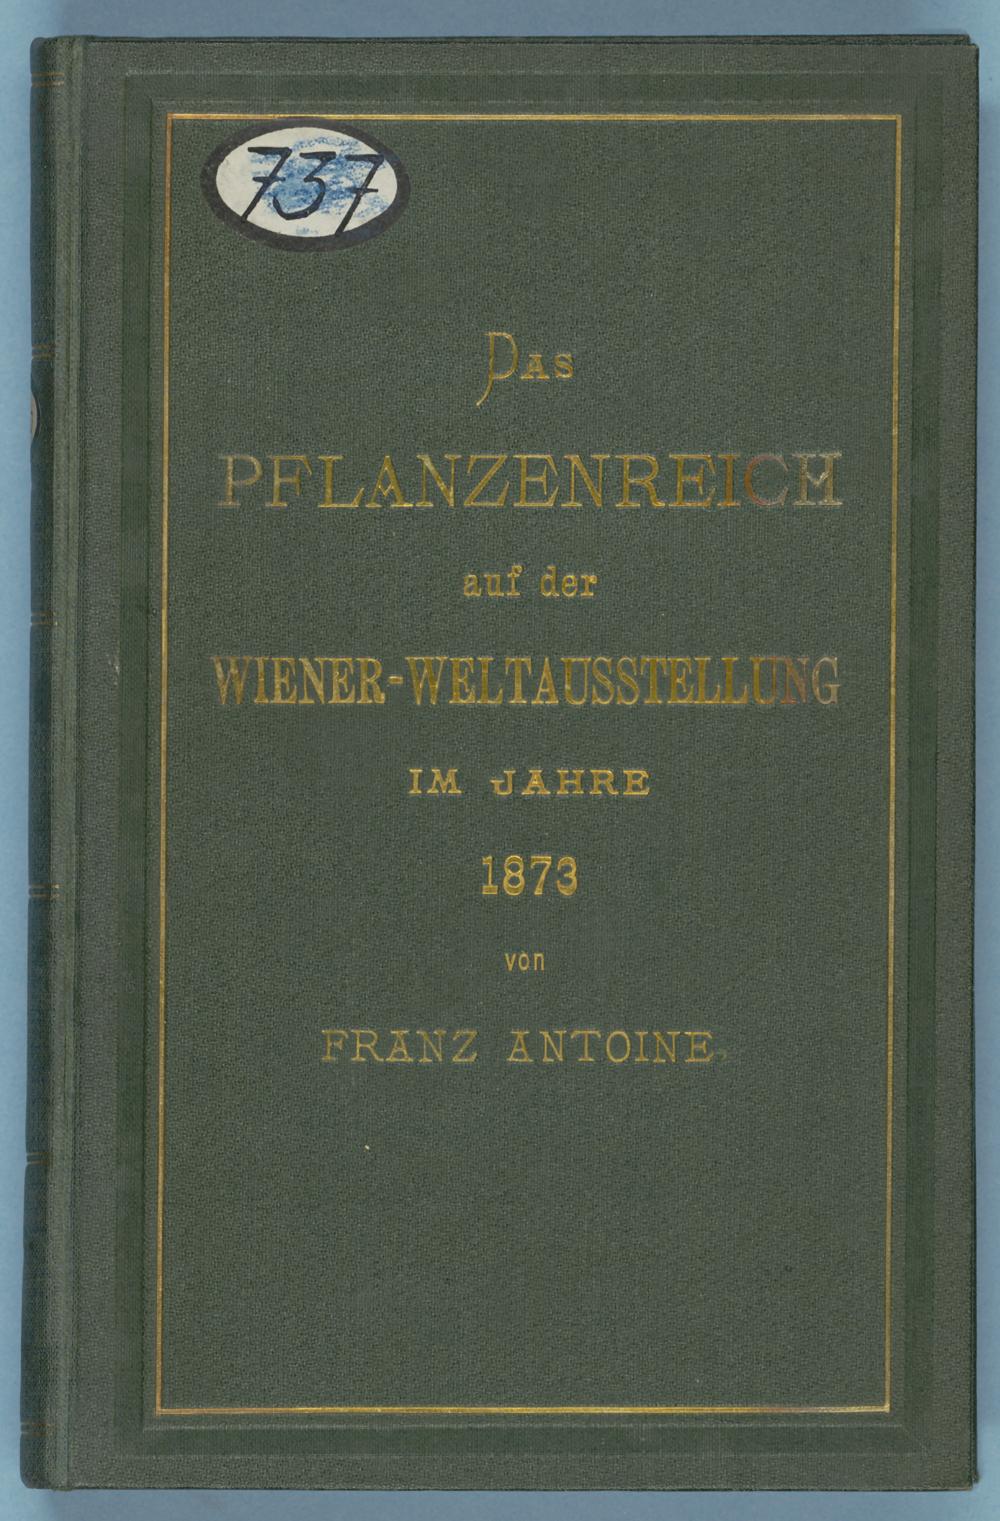 737
Das
PFLANZENREICH
auf der
WIENER-WELTAUSSTELLUNG
IM JAHRE
1873
von
FRANZ ANTOINE,